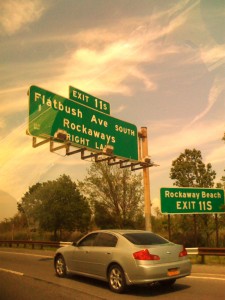 EXIT 11S
Flatbush Ave
SOUTH
Rockaways
RIGHT LANE
Rockaway Beach
EXIT 11S